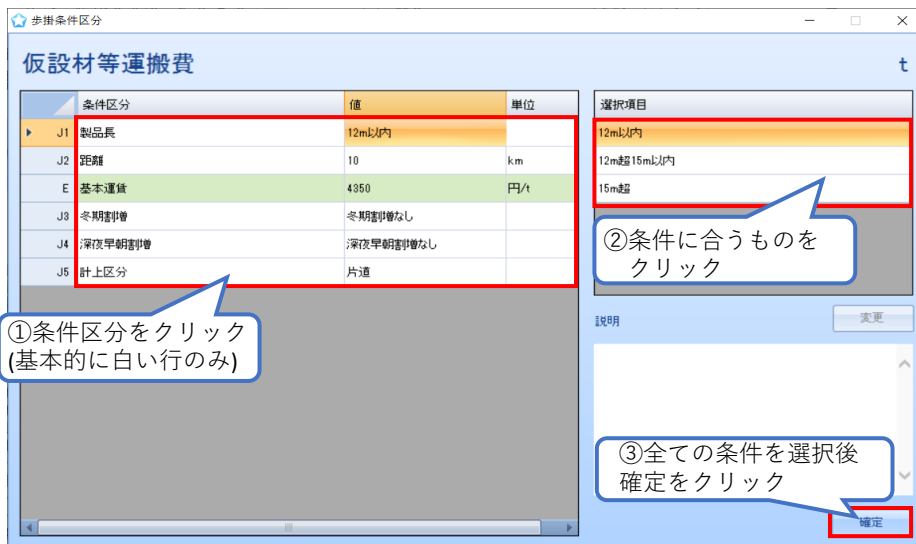 歩掛条件区分
仮設材等運搬費 t
条件区分 値 単位
J1 製品長 12m以内
J2 距離 10 km
E 基本運賃 4350 円/t
J3 冬期割増 冬期割増なし
J4 深夜早朝割増 深夜早朝割増なし
J5 計上区分 片道
選択項目
12m以内
12m超15m以内
15m超
②条件に合うものを
クリック
①条件区分をクリック
(基本的に白い行のみ)
説明 変更
③全ての条件を選択後
確定をクリック
確定